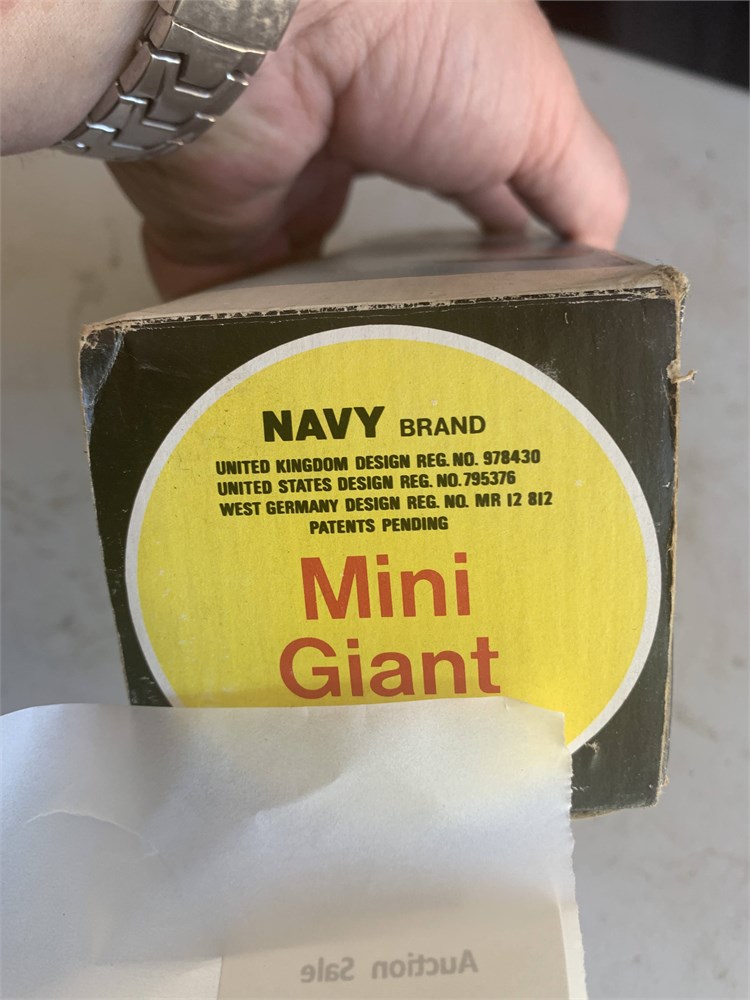 NAVY BRAND
UNITED KINGDOM DESIGN REG. NO. 978430
UNITED STATES DESIGN REG. NO. 795376
WEST GERMANY DESIGN REG. NO. MR 12 812
PATENTS PENDING
Mini
Giant
Auction Sale